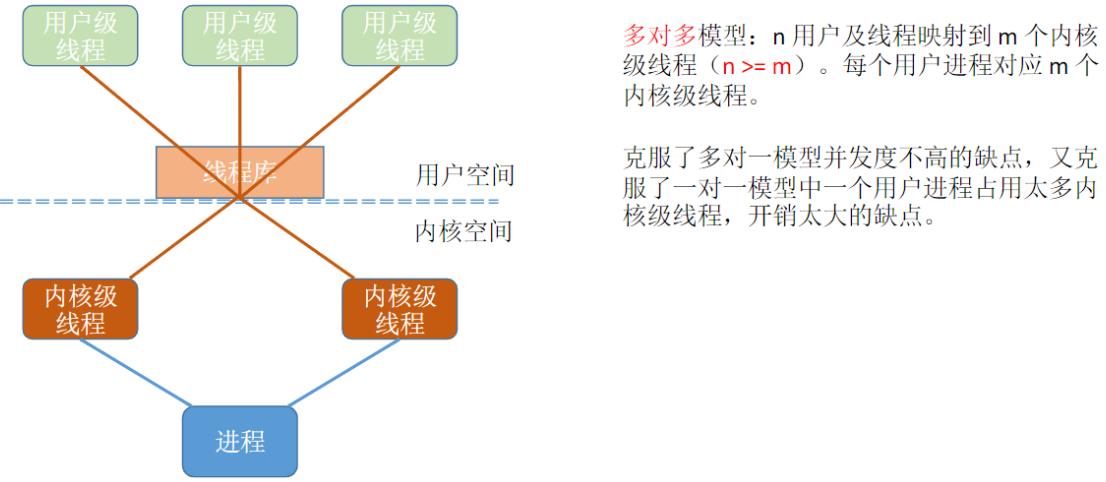 用户级
线程
用户级
线程
用户级
线程
线程库
用户空间
内核空间
内核级
线程
内核级
线程
进程
多对多模型：n 用户及线程映射到 m 个内核
级线程（n >= m）。每个用户进程对应 m 个
内核级线程。
克服了多对一模型并发度不高的缺点，又克
服了一对一模型中一个用户进程占用太多内
核级线程，开销太大的缺点。